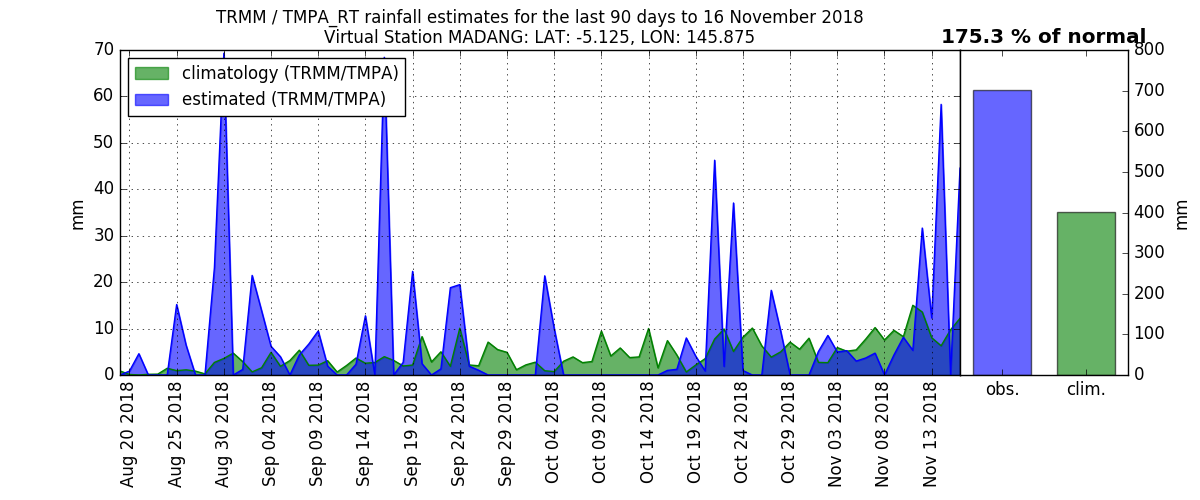 TRMM / TMPA_RT rainfall estimates for the last 90 days to 16 November 2018
Virtual Station MADANG: LAT: -5.125, LON: 145.875
175.3 % of normal
climatology (TRMM/TMPA)
estimated (TRMM/TMPA)
70
60
50
40
30
20
10
0
mm
Aug 20 2018
Aug 25 2018
Aug 30 2018
Sep 04 2018
Sep 09 2018
Sep 14 2018
Sep 19 2018
Sep 24 2018
Sep 29 2018
Oct 04 2018
Oct 09 2018
Oct 14 2018
Oct 19 2018
Oct 24 2018
Oct 29 2018
Nov 03 2018
Nov 08 2018
Nov 13 2018
800
700
600
500
400
300
200
100
0
mm
obs.
clim.